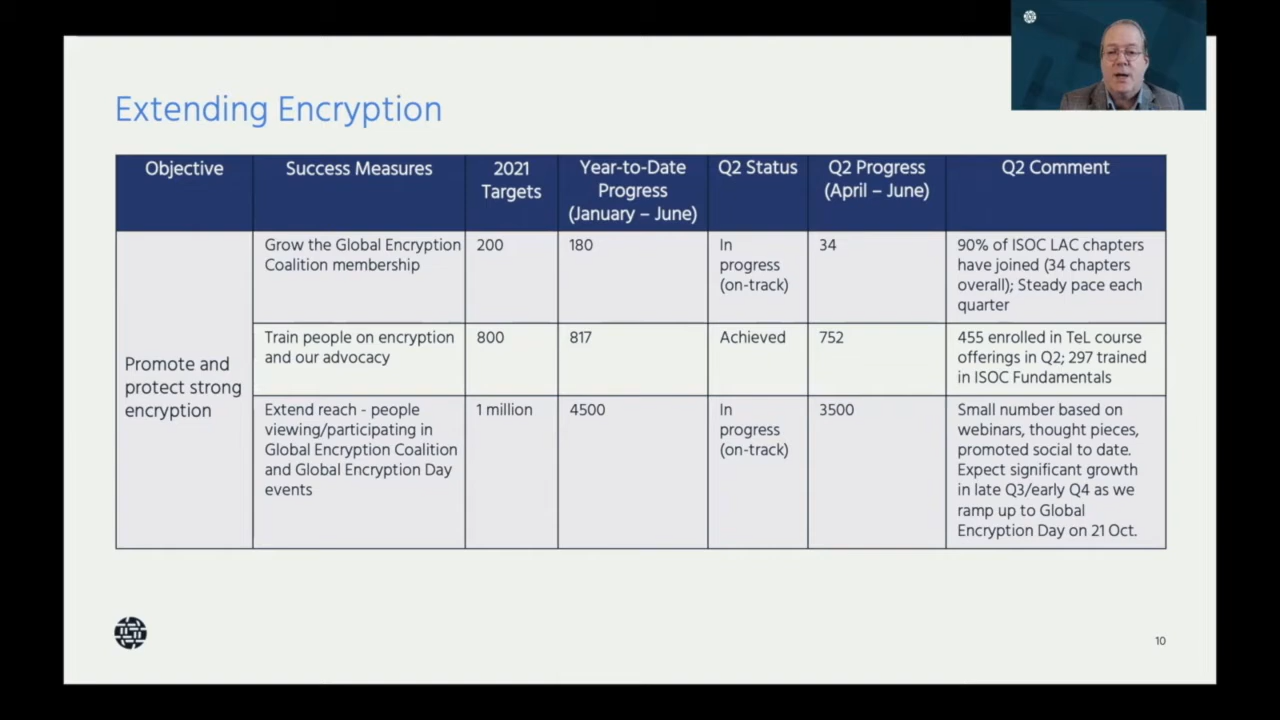 Extending Encryption
Objective
Success Measures
2021
Targets
Year-to-Date
Progress
(January – June)
Q2 Status
Q2 Progress
(April – June)
Q2 Comment
Promote and
protect strong
encryption
Grow the Global Encryption
Coalition membership
200
180
In
progress
(on-track)
34
90% of ISOC LAC chapters
have joined (34 chapters
overall); Steady pace each
quarter
Train people on encryption
and our advocacy
800
817
Achieved
752
455 enrolled in TeL course
offerings in Q2; 297 trained
in ISOC Fundamentals
Extend reach - people
viewing/participating in
Global Encryption Coalition
and Global Encryption Day
events
1 million
4500
In
progress
(on-track)
3500
Small number based on
webinars, thought pieces,
promoted social to date.
Expect significant growth
in late Q3/early Q4 as we
ramp up to Global
Encryption Day on 21 Oct.
10